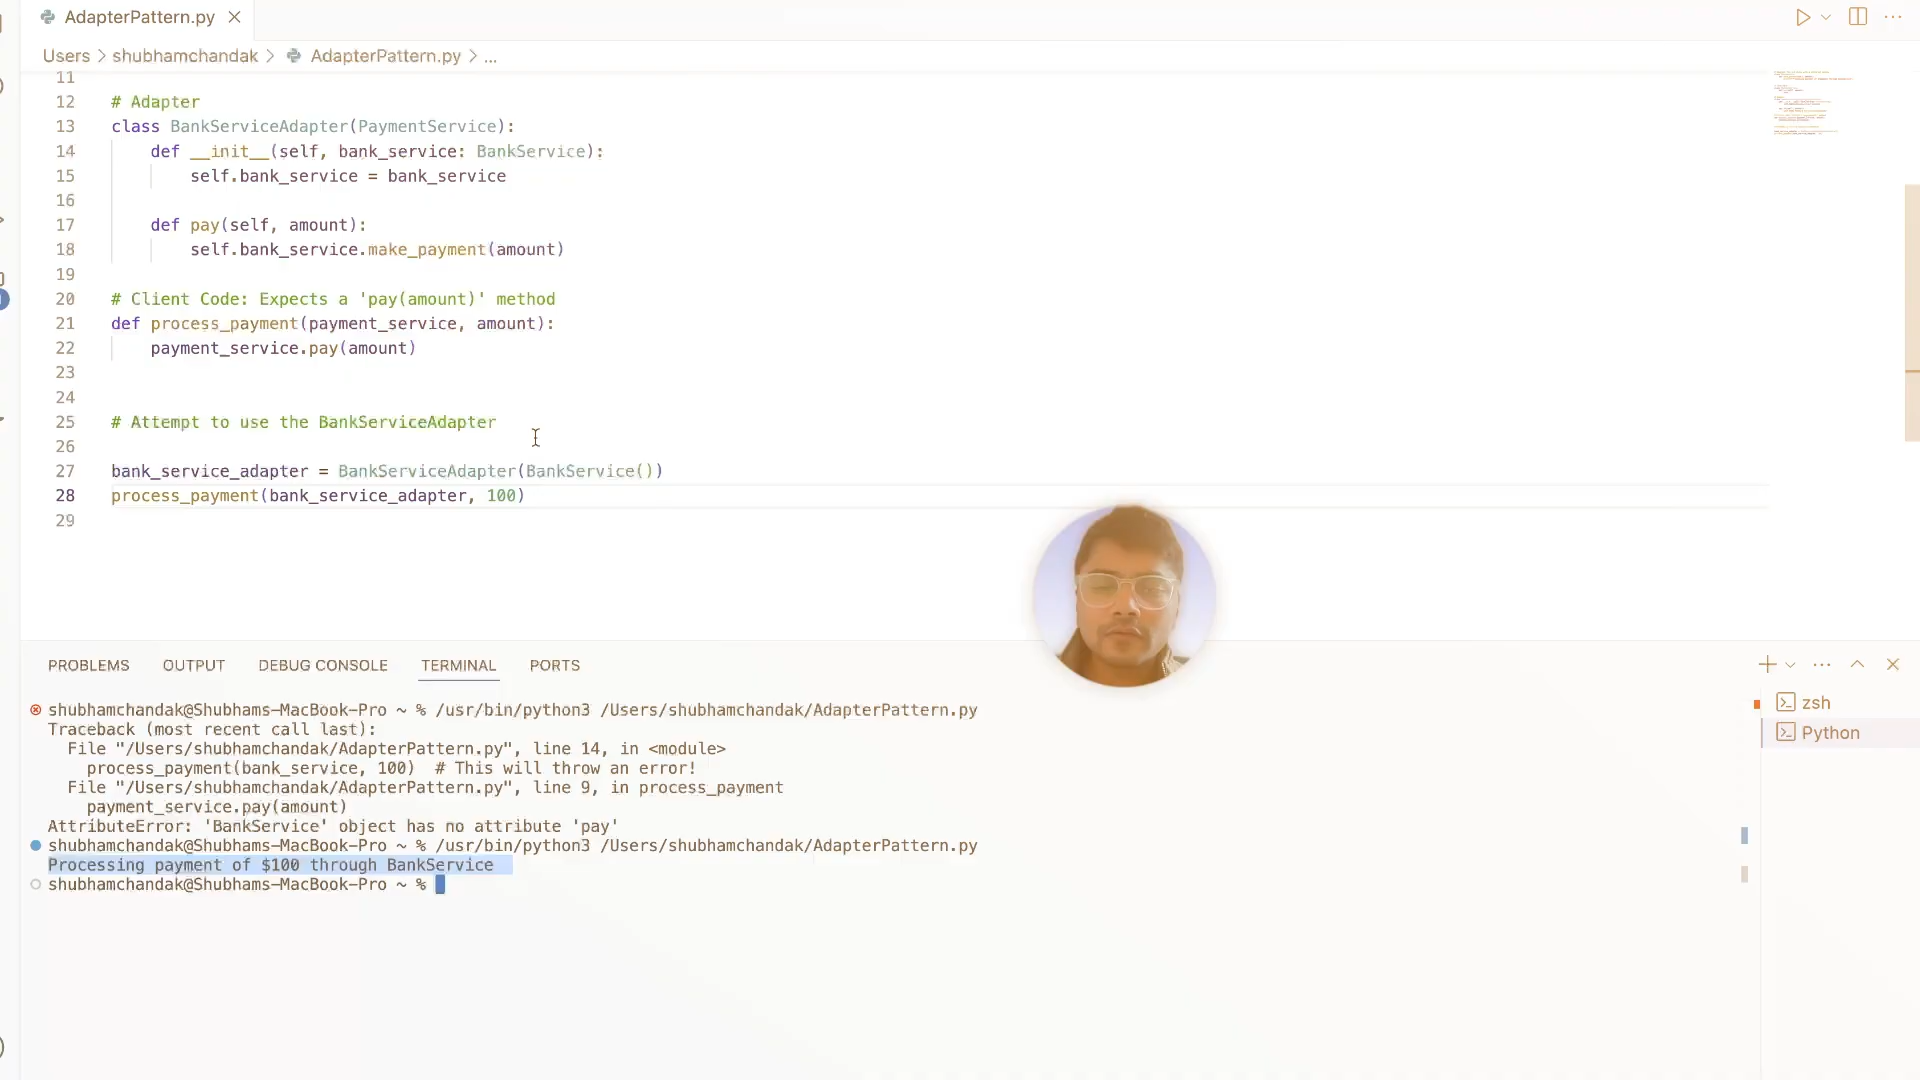 AdapterPattern.py
Users > shubhamchandak > AdapterPattern.py > ...
11
12 # Adapter
13 class BankServiceAdapter(PaymentService):
14 def __init__(self, bank_service: BankService):
15 self.bank_service = bank_service
16
17 def pay(self, amount):
18 self.bank_service.make_payment(amount)
19
20 # Client Code: Expects a 'pay(amount)' method
21 def process_payment(payment_service, amount):
22 payment_service.pay(amount)
23
24
25 # Attempt to use the BankServiceAdapter
26
27 bank_service_adapter = BankServiceAdapter(BankService())
28 process_payment(bank_service_adapter, 100)
29
PROBLEMS OUTPUT DEBUG CONSOLE TERMINAL PORTS
shubhamchandak@Shubhams-MacBook-Pro ~ % /usr/bin/python3 /Users/shubhamchandak/AdapterPattern.py
Traceback (most recent call last):
File "/Users/shubhamchandak/AdapterPattern.py", line 14, in <module>
process_payment(bank_service, 100) # This will throw an error!
File "/Users/shubhamchandak/AdapterPattern.py", line 9, in process_payment
payment_service.pay(amount)
AttributeError: 'BankService' object has no attribute 'pay'
shubhamchandak@Shubhams-MacBook-Pro ~ % /usr/bin/python3 /Users/shubhamchandak/AdapterPattern.py
Processing payment of $100 through BankService
shubhamchandak@Shubhams-MacBook-Pro ~ %
zsh
Python